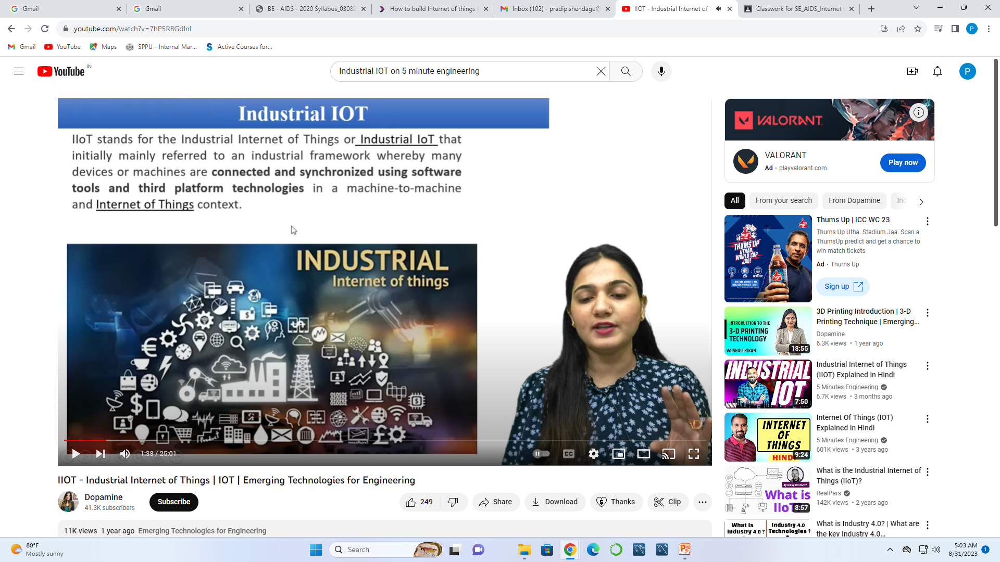 Gmail
Gmail
BE - AIDS - 2020 Syllabus_03082
How to build Internet of things
Inbox (102) - pradip.shendage@
IIOT - Industrial Internet of
Classwork for SE_AIDS_Internet
youtube.com/watch?v=7hP5RBGdInI
P
Gmail
YouTube
Maps
SPPU - Internal Mar...
Active Courses for...
YouTube IN
Industrial IOT on 5 minute engineering
P
Industrial IOT
IIoT stands for the Industrial Internet of Things or Industrial IoT that
initially mainly referred to an industrial framework whereby many
devices or machines are connected and synchronized using software
tools and third platform technologies in a machine-to-machine
and Internet of Things context.
INDUSTRIAL
Internet of things
SHOPPING
Product
1:38 / 25:01
CC
IIOT - Industrial Internet of Things | IOT | Emerging Technologies for Engineering
Dopamine
41.3K subscribers
Subscribe
249
Share
Download
Thanks
Clip
11K views 1 year ago Emerging Technologies for Engineering
VALORANT
VALORANT
Ad · playvalorant.com
Play now
All
From your search
From Dopamine
THUMS UP
UTHAO,
WORLD CUP
JAO!
Thums Up | ICC WC 23
Thums Up Utha. Stadium Jaa. Scan a
ThumsUp predict and get a chance to
win match tickets
Ad · Thums Up
Sign up
INTRODUCTION TO THE
3-D PRINTING
TECHNOLOGY
VAISHALI KIKAN
18:55
3D Printing Introduction | 3-D
Printing Technique | Emerging...
Dopamine
6.3K views • 1 year ago
INDUSTRIAL
IOT
HINDI
7:50
Industrial Internet of Things
(IIOT) Explained in Hindi
5 Minutes Engineering
6.7K views • 3 months ago
INTERNET
OF
THINGS
HINDI
9:24
Internet Of Things (IOT)
Explained in Hindi
5 Minutes Engineering
601K views • 3 years ago
By Wally Gastreich
What is
IIoT
8:57
What is the Industrial Internet of
Things (IIoT)?
RealPars
142K views • 2 years ago
What Is
Industry 4.0 ?
Industry 4.0
Technologies ?
What is Industry 4.0? | What are
the key Industry 4.0...
80°F
Mostly sunny
Search
5:03 AM
8/31/2023
1